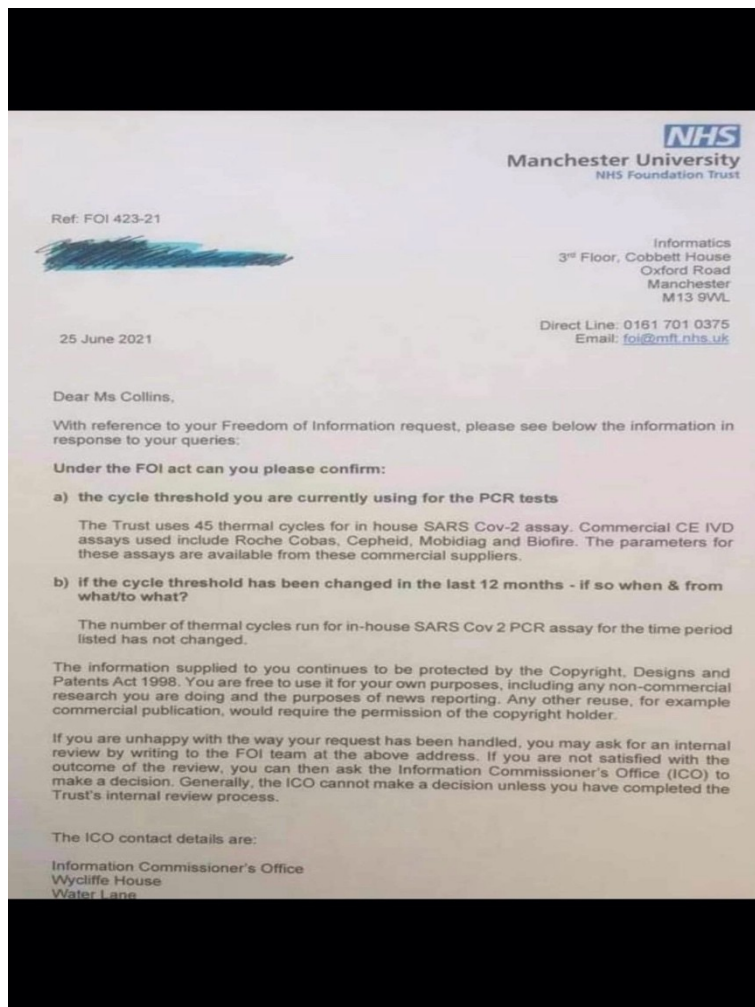 NHS
Manchester University
NHS Foundation Trust
Ref: FOI 423-21
Informatics
3rd Floor, Cobbett House
Oxford Road
Manchester
M13 9WL
Direct Line: 0161 701 0375
Email: foi@mft.nhs.uk
25 June 2021
Dear Ms Collins,
With reference to your Freedom of Information request, please see below the information in
response to your queries:
Under the FOI act can you please confirm:
a) the cycle threshold you are currently using for the PCR tests
The Trust uses 45 thermal cycles for in house SARS Cov-2 assay. Commercial CE IVD
assays used include Roche Cobas, Cepheid, Mobidiag and Biofire. The parameters for
these assays are available from these commercial suppliers.
b) if the cycle threshold has been changed in the last 12 months - if so when & from
what/to what?
The number of thermal cycles run for in-house SARS Cov 2 PCR assay for the time period
listed has not changed.
The information supplied to you continues to be protected by the Copyright, Designs and
Patents Act 1998. You are free to use it for your own purposes, including any non-commercial
research you are doing and the purposes of news reporting. Any other reuse, for example
commercial publication, would require the permission of the copyright holder.
If you are unhappy with the way your request has been handled, you may ask for an internal
review by writing to the FOI team at the above address. If you are not satisfied with the
outcome of the review, you can then ask the Information Commissioner's Office (ICO) to
make a decision. Generally, the ICO cannot make a decision unless you have completed the
Trust's internal review process.
The ICO contact details are:
Information Commissioner's Office
Wycliffe House
Water Lane